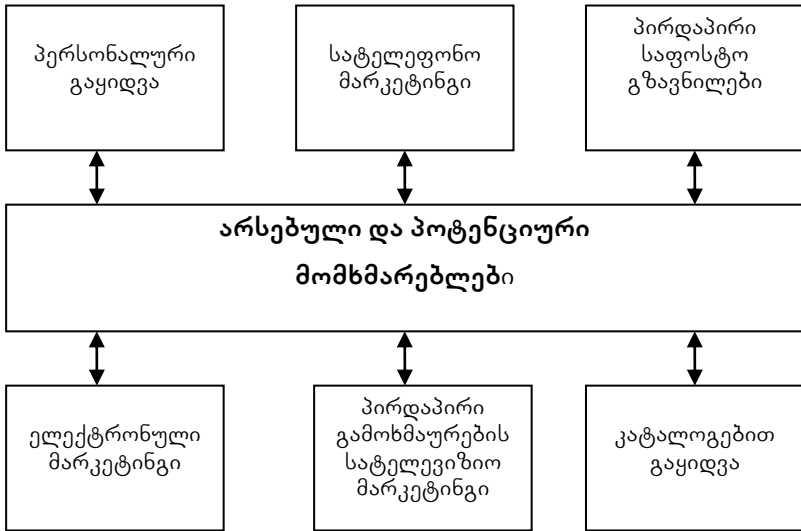 პერსონალური
გაყიდვა
სატელეფონო
მარკეტინგი
პირდაპირი
საფოსტო
გზავნილები
არსებული და პოტენციური
მომხმარებლები
ელექტრონული
მარკეტინგი
პირდაპირი
გამოხმაურების
სატელევიზიო
მარკეტინგი
კატალოგებით
გაყიდვა